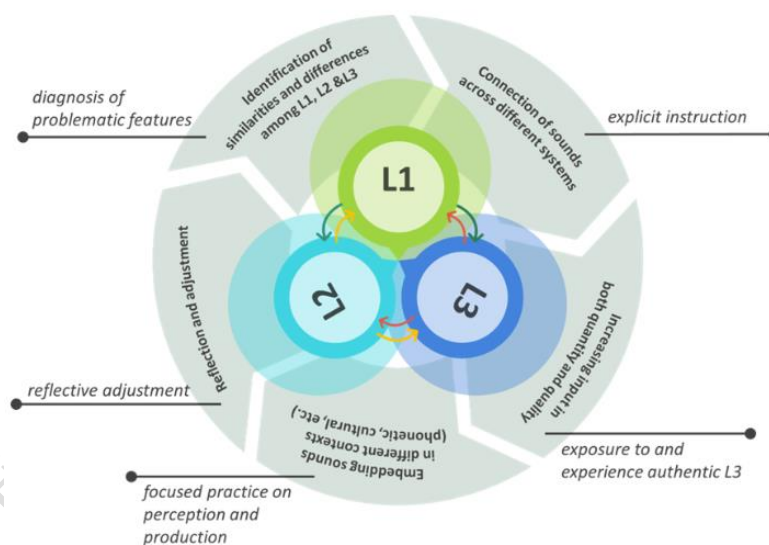 Identification of
similarities and differences
among L1, L2 &L3
Connection of sounds
across different systems
diagnosis of
problematic features
explicit instruction
L1
L2
L3
Reflection and adjustment
Increasing input in
both quantity and quality
reflective adjustment
Embedding sounds
in different contexts
(phonetic, cultural, etc.)
exposure to and
experience authentic L3
focused practice on
perception and
production